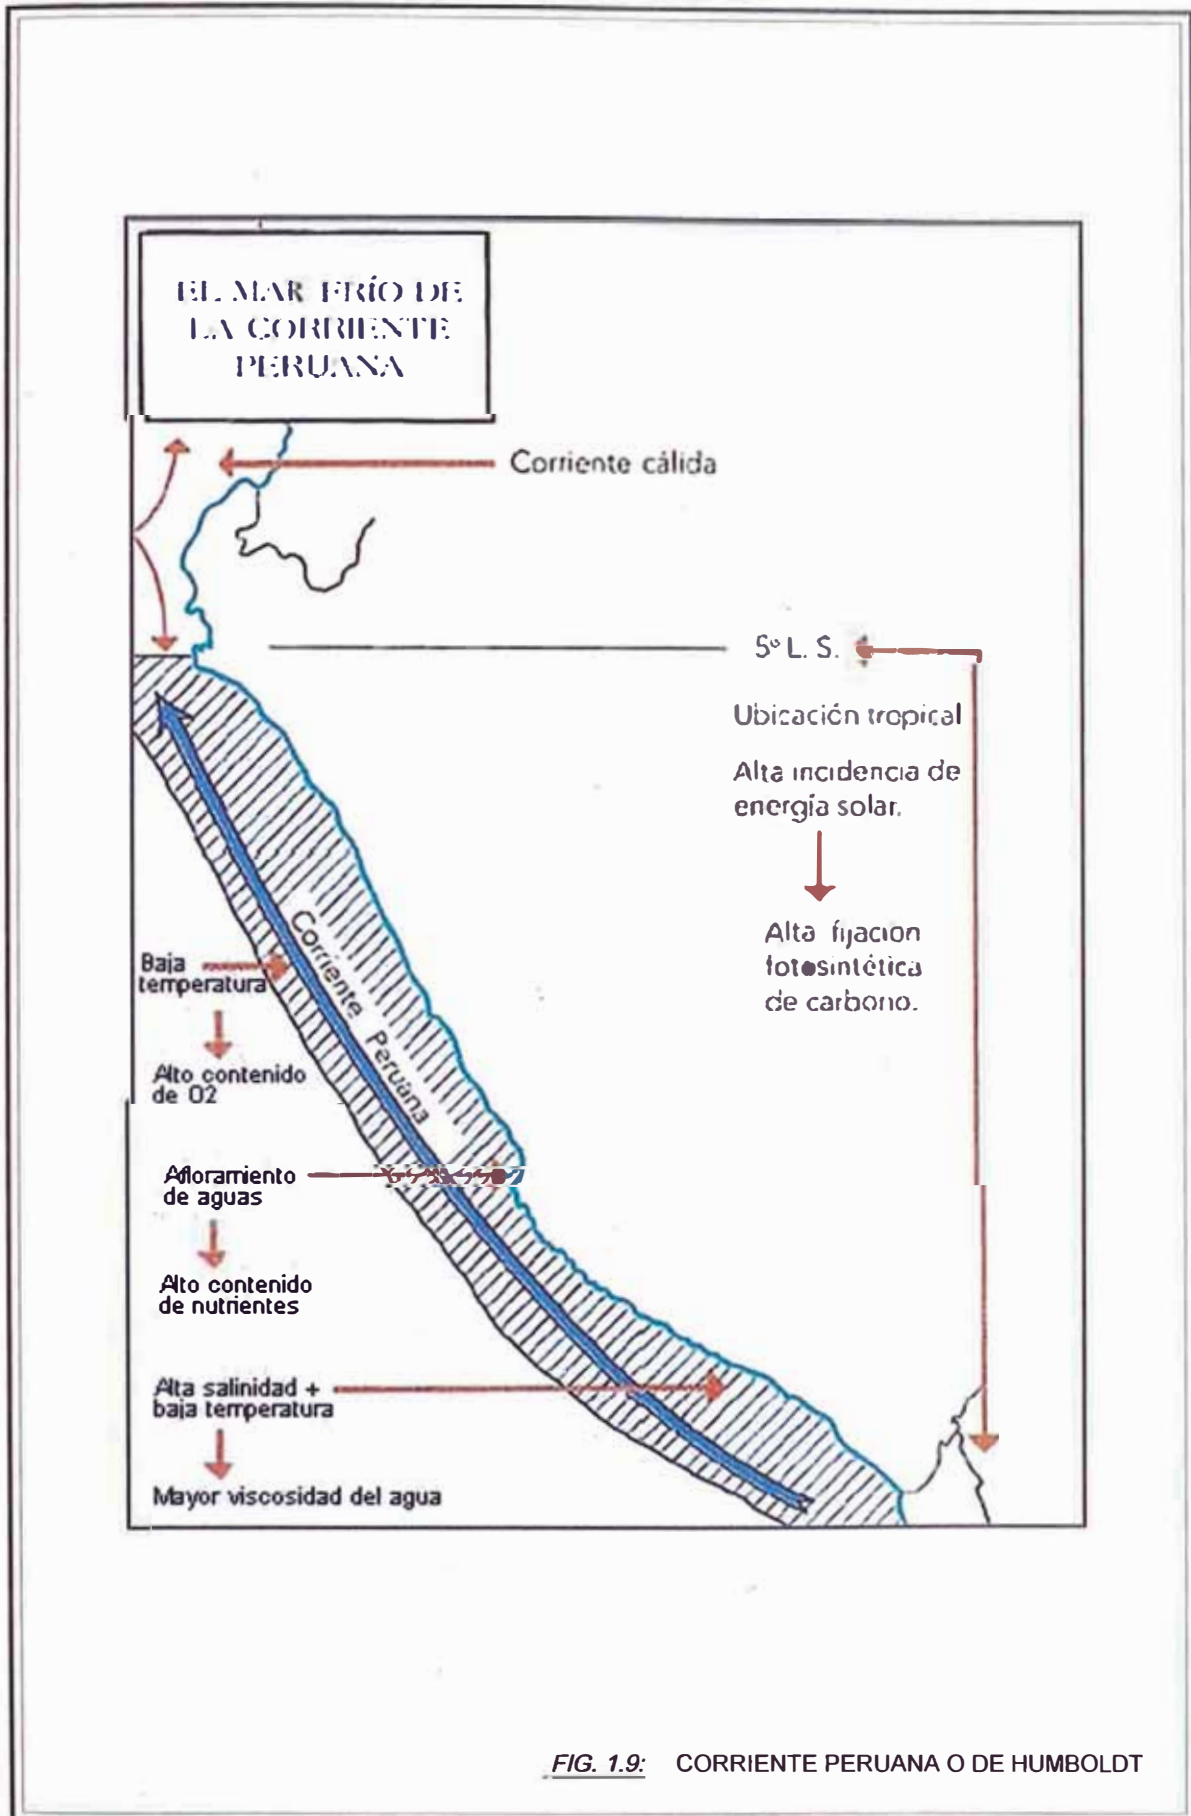 EL MAR FRÍO DE
LA CORRIENTE
PERUANA
Corriente cálida
5º L. S.
Ubicación tropical
Alta incidencia de
energía solar.
Alta fijación
fotosintética
de carbono.
Corriente Peruana
Baja
temperatura
Alto contenido
de O2
Afloramiento
de aguas
Alto contenido
de nutrientes
Alta salinidad +
baja temperatura
Mayor viscosidad del agua
FIG. 1.9: CORRIENTE PERUANA O DE HUMBOLDT